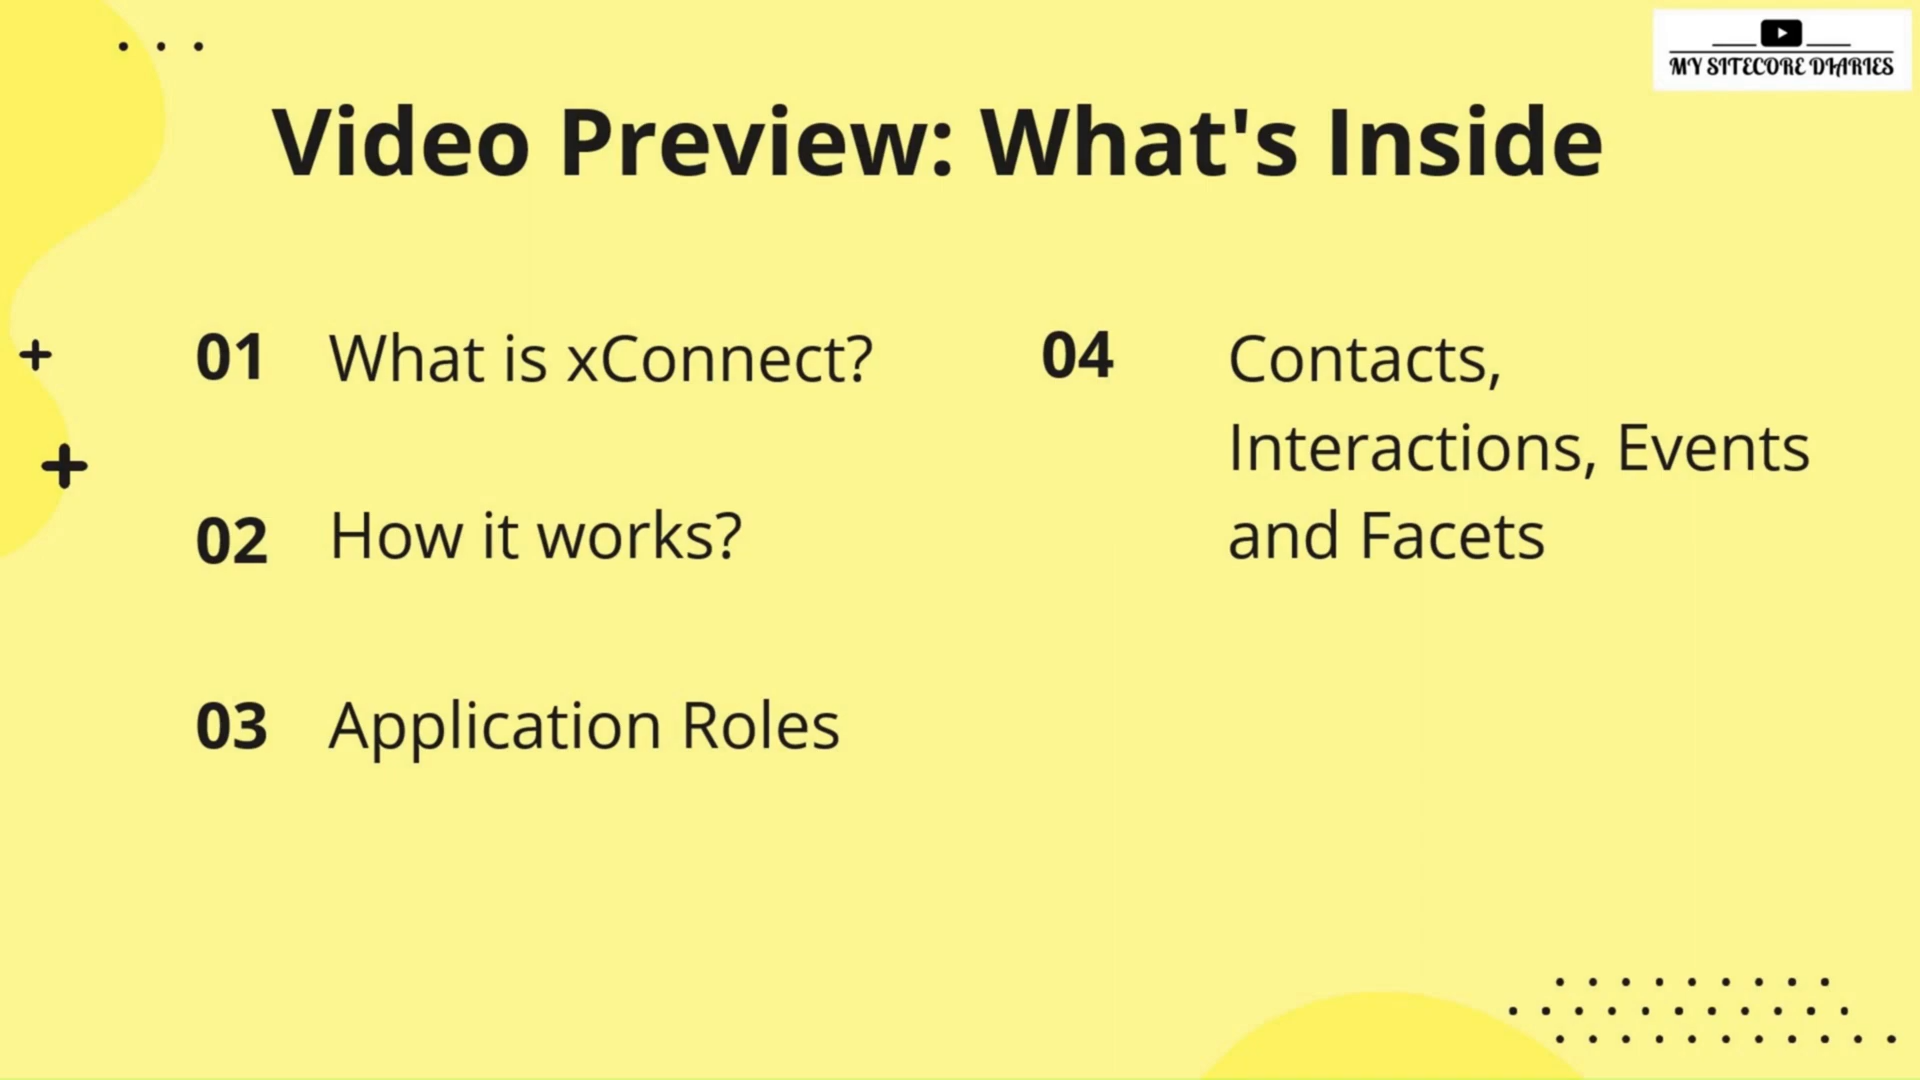 MY SITECORE DIARIES
Video Preview: What's Inside
01 What is xConnect?
02 How it works?
03 Application Roles
04 Contacts,
Interactions, Events
and Facets